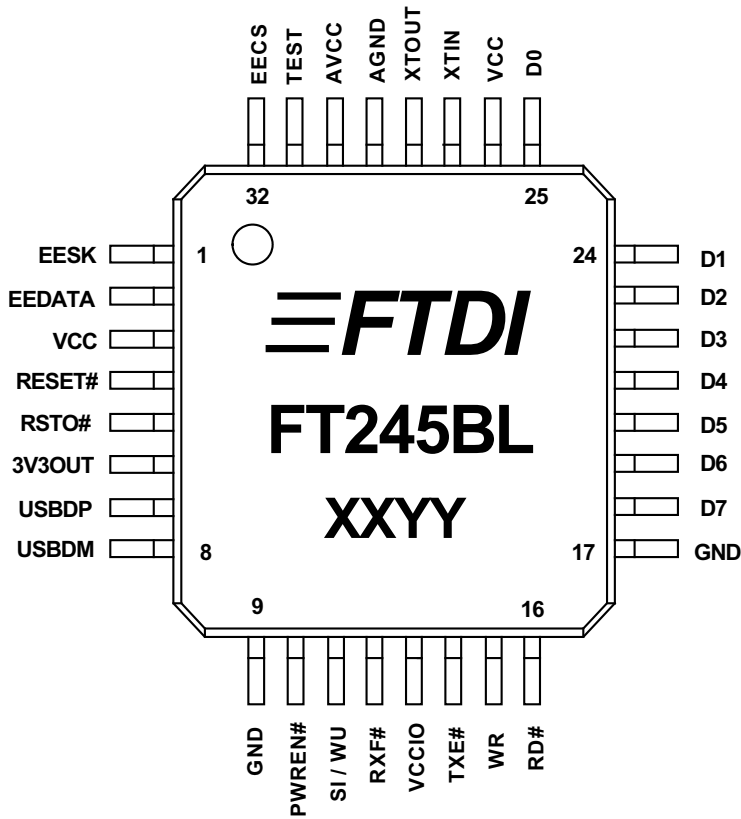 EECS
TEST
AVCC
AGND
XTOUT
XTIN
VCC
D0
32
25
EESK
1
24
D1
EEDATA
D2
VCC
D3
RESET#
D4
RSTO#
D5
3V3OUT
D6
USBDP
D7
USBDM
8
17
GND
FTDI
FT245BL
XXYY
9
16
GND
PWREN#
SI / WU
RXF#
VCCIO
TXE#
WR
RD#